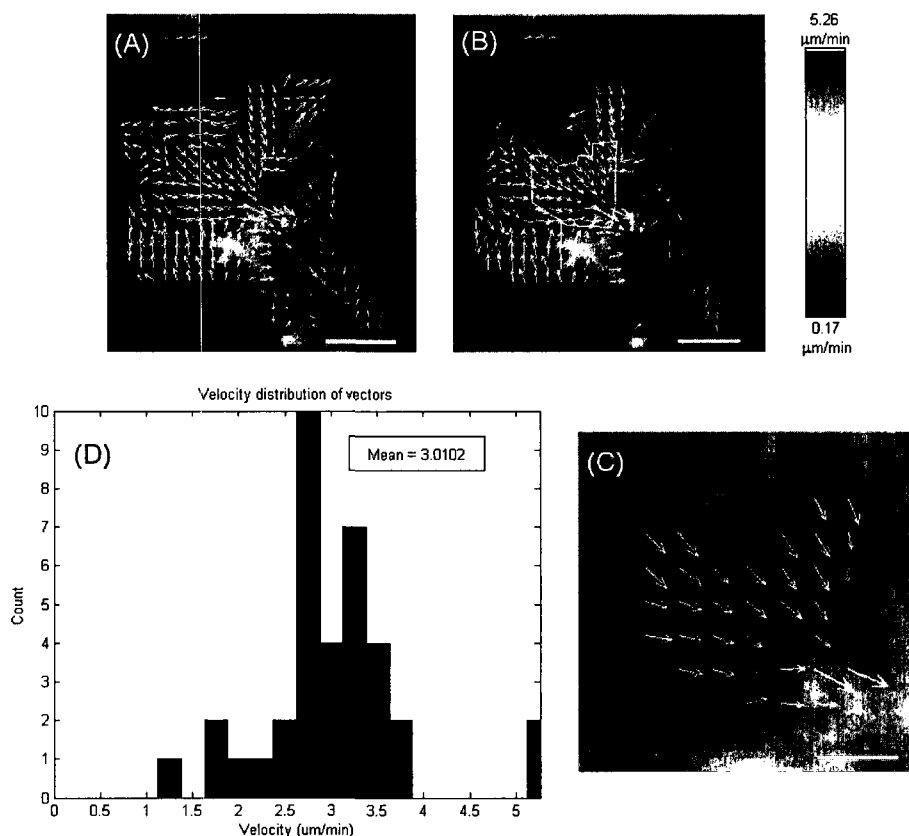 (A)
(B)
5.26
µm/min
0.17
µm/min
Velocity distribution of vectors
(D)
Mean = 3.0102
Count
10
9
8
7
6
5
4
3
2
1
0
0 0.5 1 1.5 2 2.5 3 3.5 4 4.5 5
Velocity (um/min)
(C)